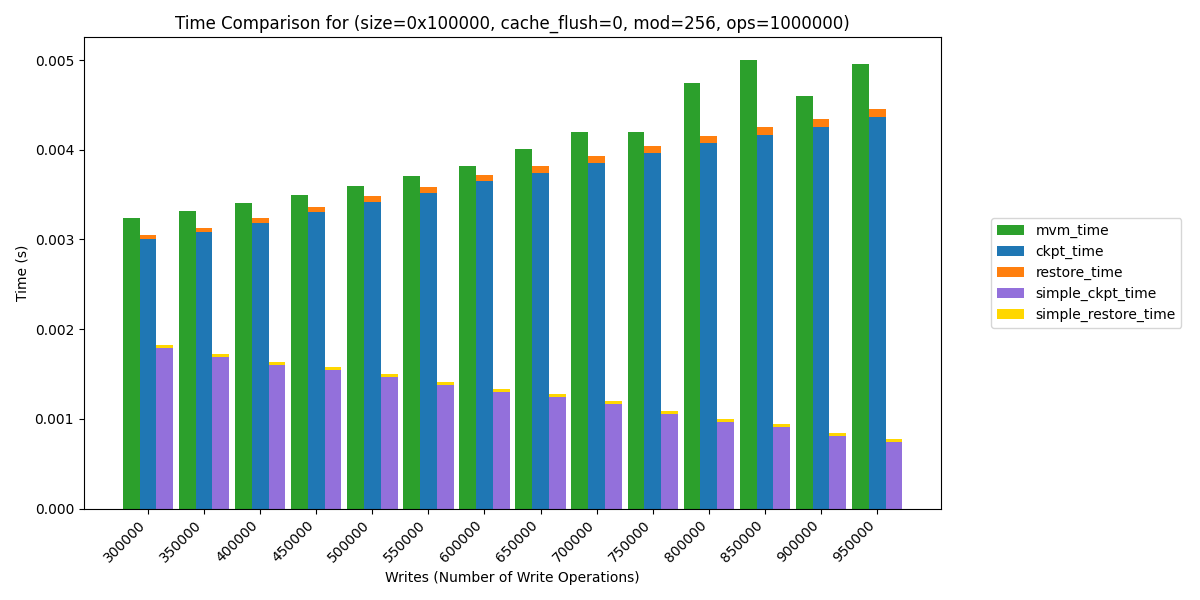 Time Comparison for (size=0x100000, cache_flush=0, mod=256, ops=1000000)
Time (s)
0.005
0.004
0.003
0.002
0.001
0.000
300000
350000
400000
450000
500000
550000
600000
650000
700000
750000
800000
850000
900000
950000
Writes (Number of Write Operations)
mvm_time
ckpt_time
restore_time
simple_ckpt_time
simple_restore_time